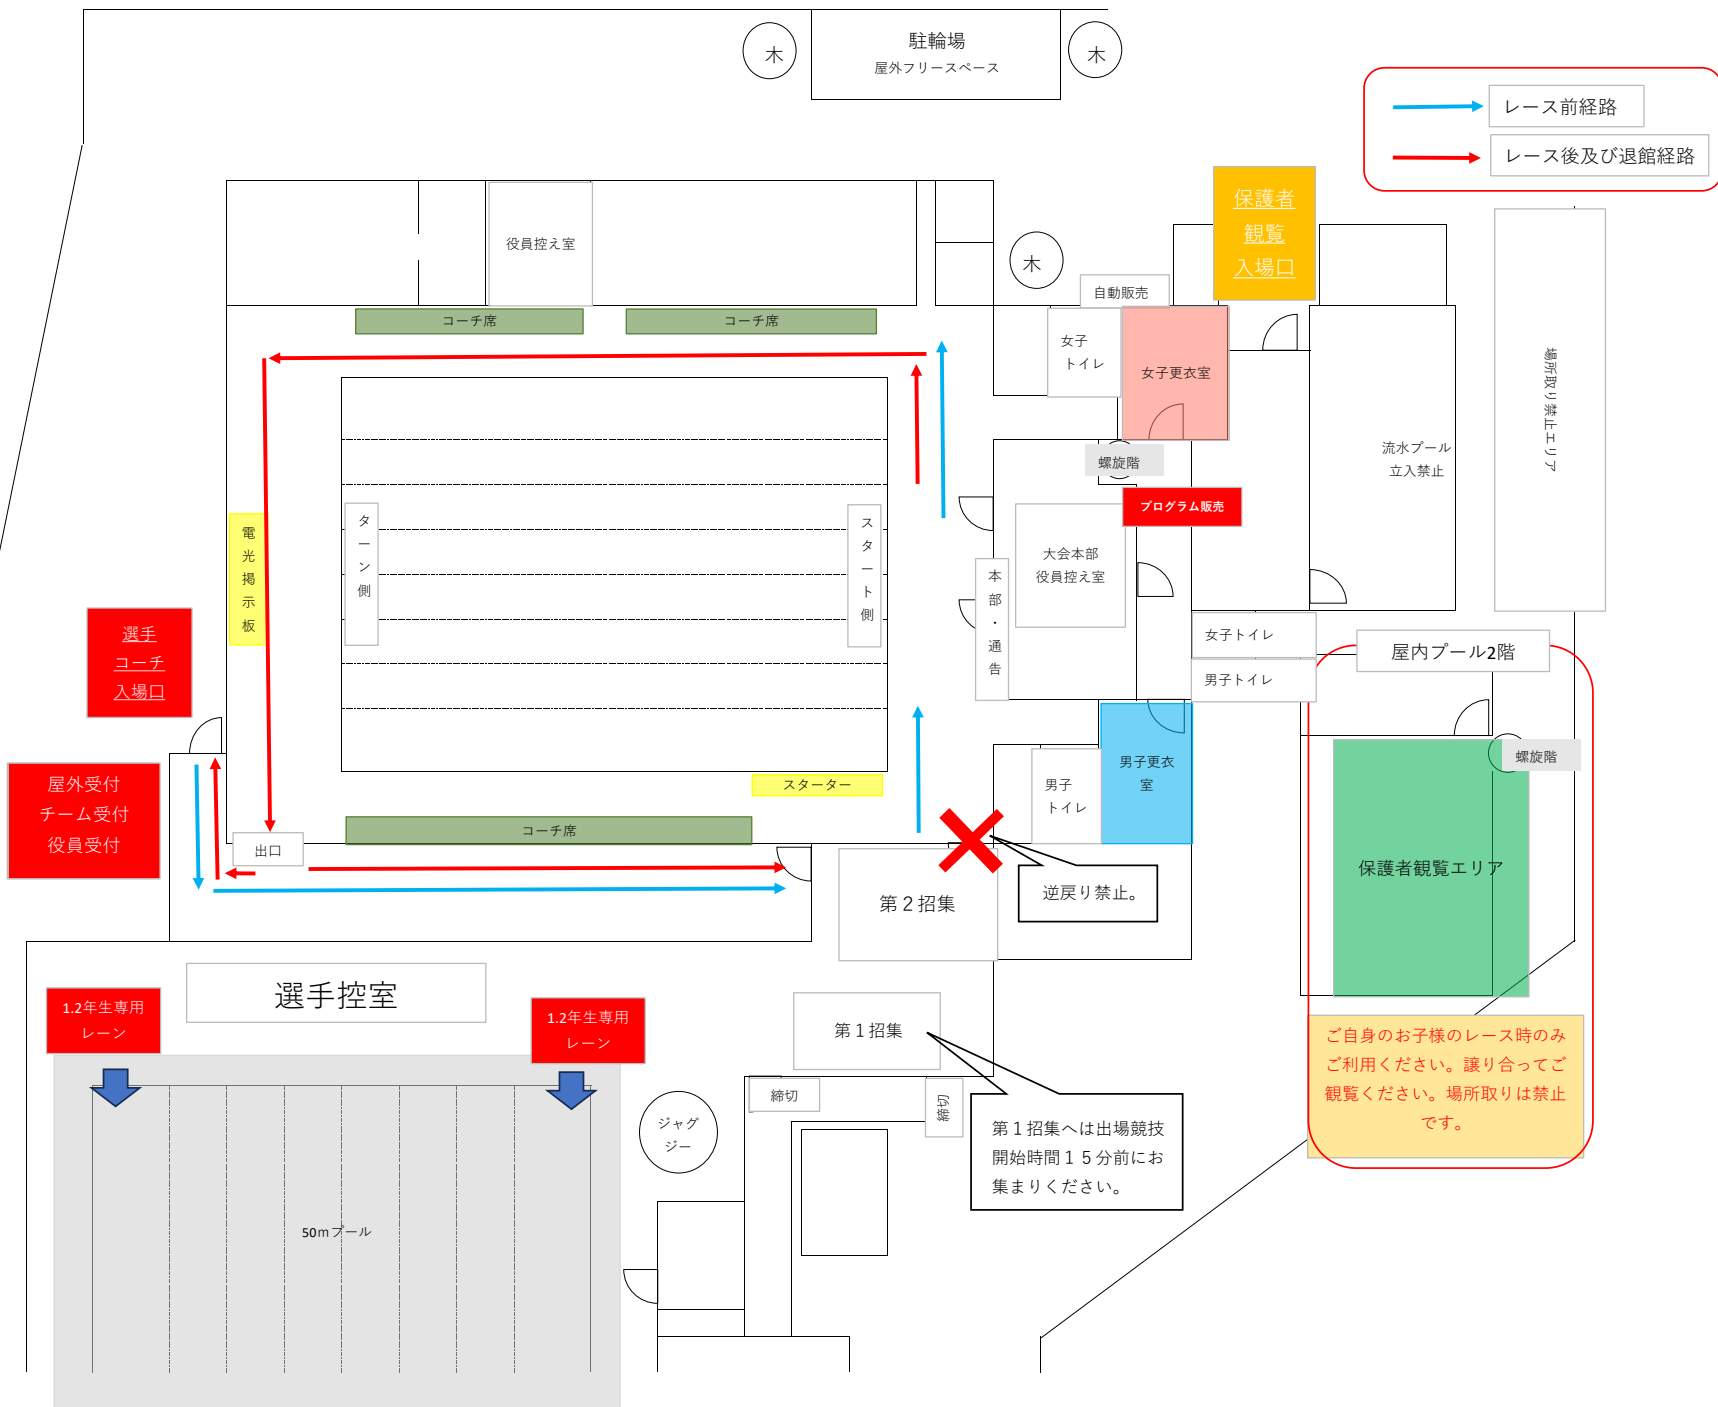 木
駐輪場
屋外フリースペース
木
レース前経路
レース後及び退館経路
保護者
観覧
入場口
役員控え室
木
自動販売
コーチ席
コーチ席
女子
トイレ
女子更衣室
場所取り禁止エリア
流水プール
立入禁止
螺旋階
プログラム販売
電光掲示板
ターン側
スタート側
大会本部
役員控え室
本部・通告
選手
コーチ
入場口
女子トイレ
男子トイレ
屋内プール2階
屋外受付
チーム受付
役員受付
スターター
男子
トイレ
男子更衣
室
螺旋階
コーチ席
出口
逆戻り禁止。
第２招集
保護者観覧エリア
選手控室
1.2年生専用
レーン
1.2年生専用
レーン
第１招集
ご自身のお子様のレース時のみ
ご利用ください。譲り合ってご
観覧ください。場所取りは禁止
です。
締切
締切
ジャグ
ジー
第１招集へは出場競技
開始時間１５分前にお
集まりください。
50mプール